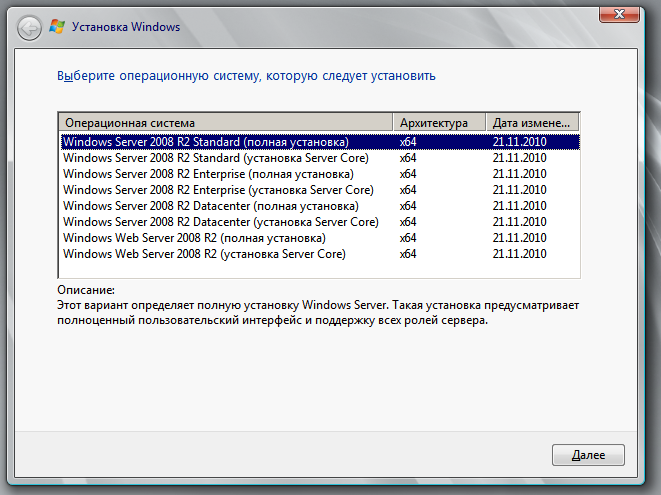 Установка Windows
Выберите операционную систему, которую следует установить
Операционная система Архитектура Дата измене...
Windows Server 2008 R2 Standard (полная установка) x64 21.11.2010
Windows Server 2008 R2 Standard (установка Server Core) x64 21.11.2010
Windows Server 2008 R2 Enterprise (полная установка) x64 21.11.2010
Windows Server 2008 R2 Enterprise (установка Server Core) x64 21.11.2010
Windows Server 2008 R2 Datacenter (полная установка) x64 21.11.2010
Windows Server 2008 R2 Datacenter (установка Server Core) x64 21.11.2010
Windows Web Server 2008 R2 (полная установка) x64 21.11.2010
Windows Web Server 2008 R2 (установка Server Core) x64 21.11.2010
Описание:
Этот вариант определяет полную установку Windows Server. Такая установка предусматривает
полноценный пользовательский интерфейс и поддержку всех ролей сервера.
Далее